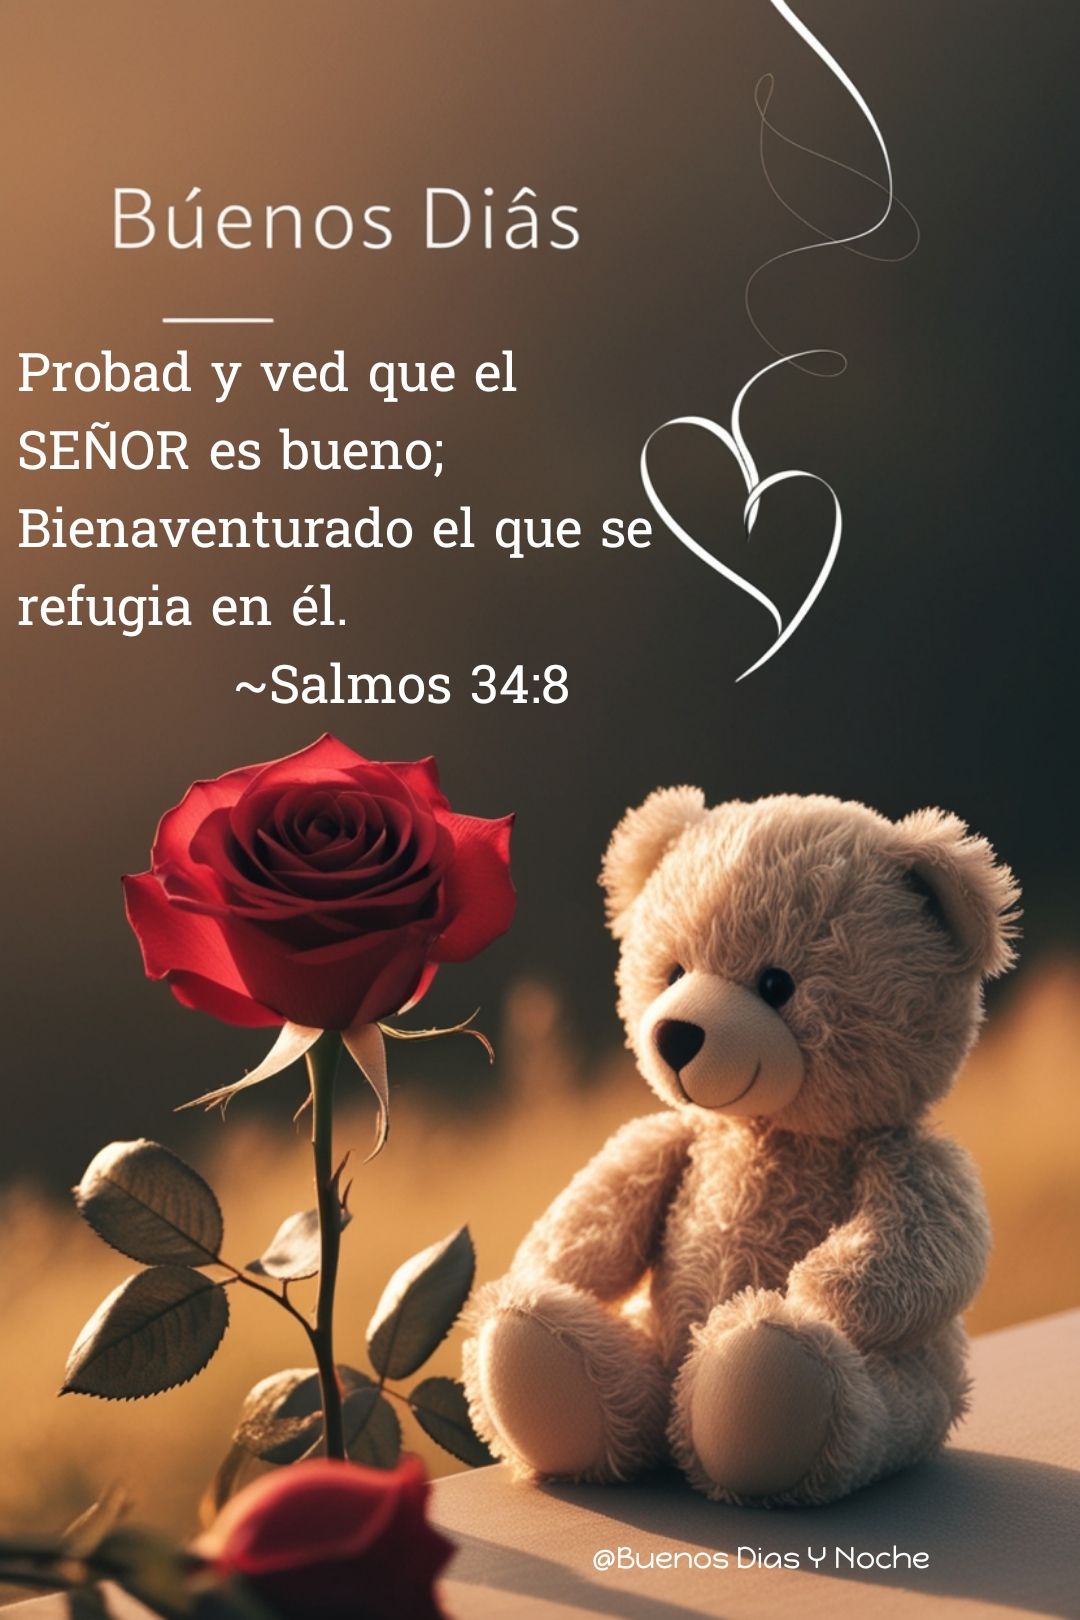 Búenos Diâs
Probad y ved que el
SEÑOR es bueno;
Bienaventurado el que se
refugia en él.
~Salmos 34:8
@Buenos Dias Y Noche